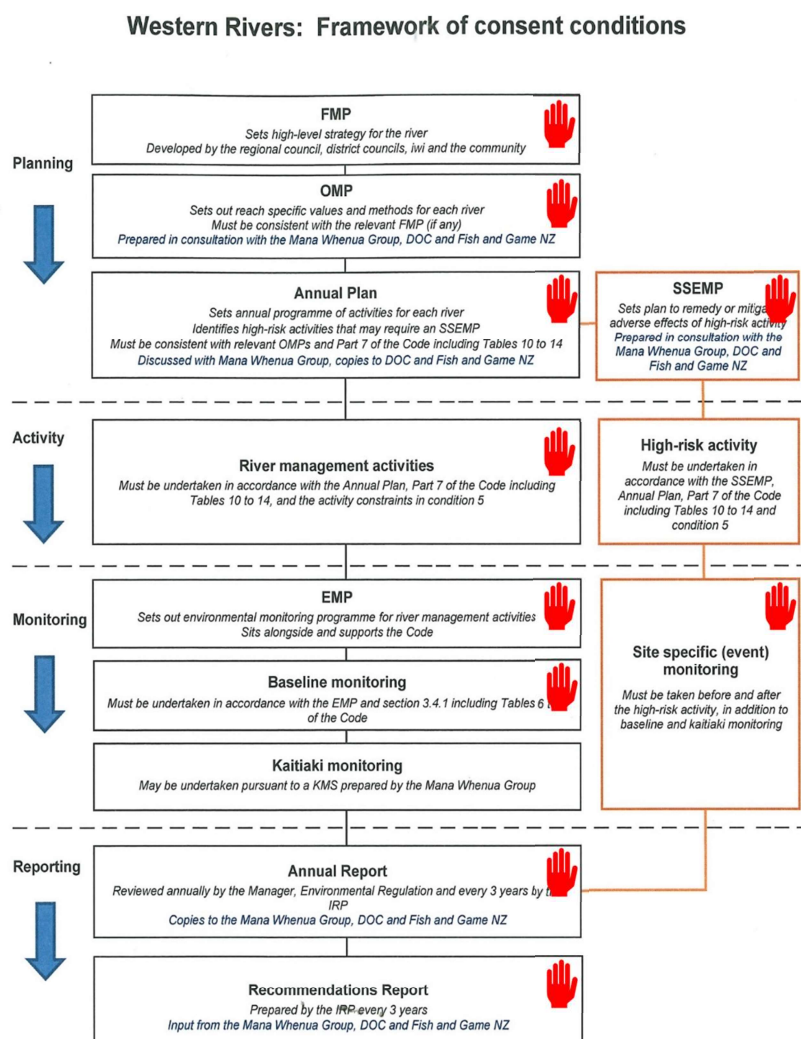 Western Rivers: Framework of consent conditions
FMP
Sets high-level strategy for the river
Developed by the regional council, district councils, iwi and the community
Planning
OMP
Sets out reach specific values and methods for each river
Must be consistent with the relevant FMP (if any)
Prepared in consultation with the Mana Whenua Group, DOC and Fish and Game NZ
Annual Plan
Sets annual programme of activities for each river
Identifies high-risk activities that may require an SSEMP
Must be consistent with relevant OMPs and Part 7 of the Code including Tables 10 to 14
Discussed with Mana Whenua Group, copies to DOC and Fish and Game NZ
SSEMP
Sets plan to remedy or mitigate
adverse effects of high-risk activity
Prepared in consultation with the
Mana Whenua Group, DOC and
Fish and Game NZ
Activity
River management activities
Must be undertaken in accordance with the Annual Plan, Part 7 of the Code including
Tables 10 to 14, and the activity constraints in condition 5
High-risk activity
Must be undertaken in
accordance with the SSEMP,
Annual Plan, Part 7 of the Code
including Tables 10 to 14 and
condition 5
Monitoring
EMP
Sets out environmental monitoring programme for river management activities
Sits alongside and supports the Code
Baseline monitoring
Must be undertaken in accordance with the EMP and section 3.4.1 including Tables 6
of the Code
Kaitiaki monitoring
May be undertaken pursuant to a KMS prepared by the Mana Whenua Group
Site specific (event)
monitoring
Must be taken before and after
the high-risk activity, in addition to
baseline and kaitiaki monitoring
Reporting
Annual Report
Reviewed annually by the Manager, Environmental Regulation and every 3 years by
IRP
Copies to the Mana Whenua Group, DOC and Fish and Game NZ
Recommendations Report
Prepared by the IRP every 3 years
Input from the Mana Whenua Group, DOC and Fish and Game NZ